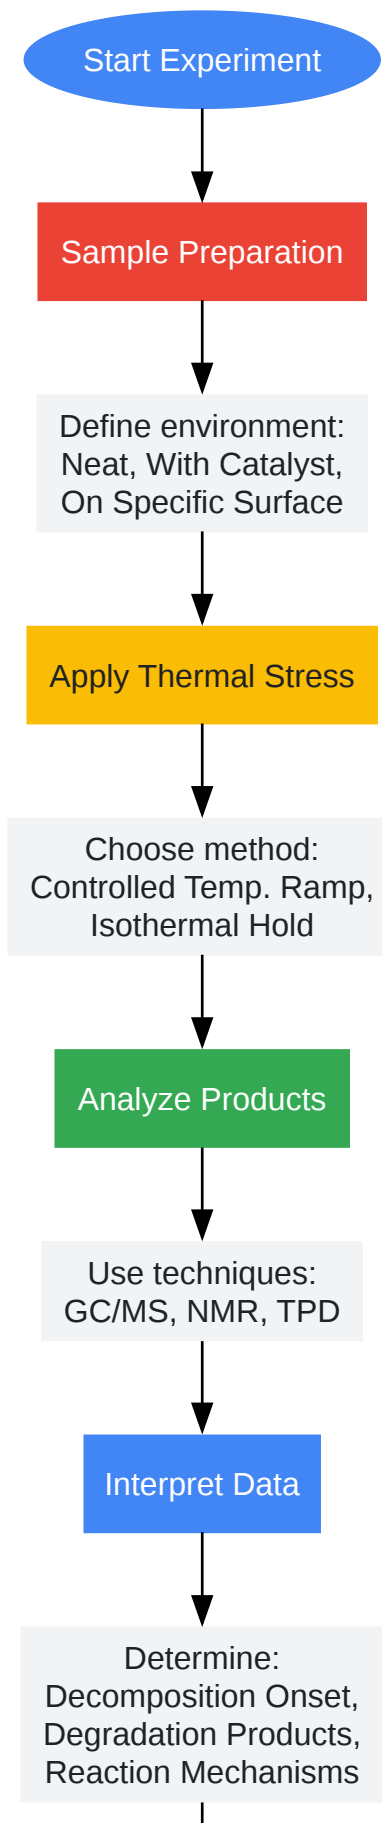 Start Experiment
Sample Preparation
Define environment:
Neat, With Catalyst,
On Specific Surface
Apply Thermal Stress
Choose method:
Controlled Temp. Ramp,
Isothermal Hold
Analyze Products
Use techniques:
GC/MS, NMR, TPD
Interpret Data
Determine:
Decomposition Onset,
Degradation Products,
Reaction Mechanisms